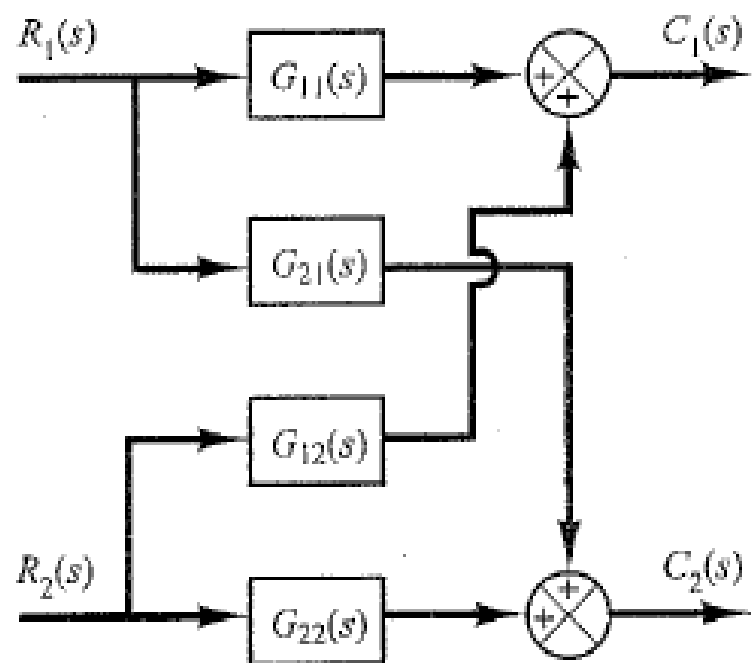 R₁(s)
G₁₁(s)
+
+
C₁(s)
G₂₁(s)
G₁₂(s)
R₂(s)
G₂₂(s)
+
+
C₂(s)